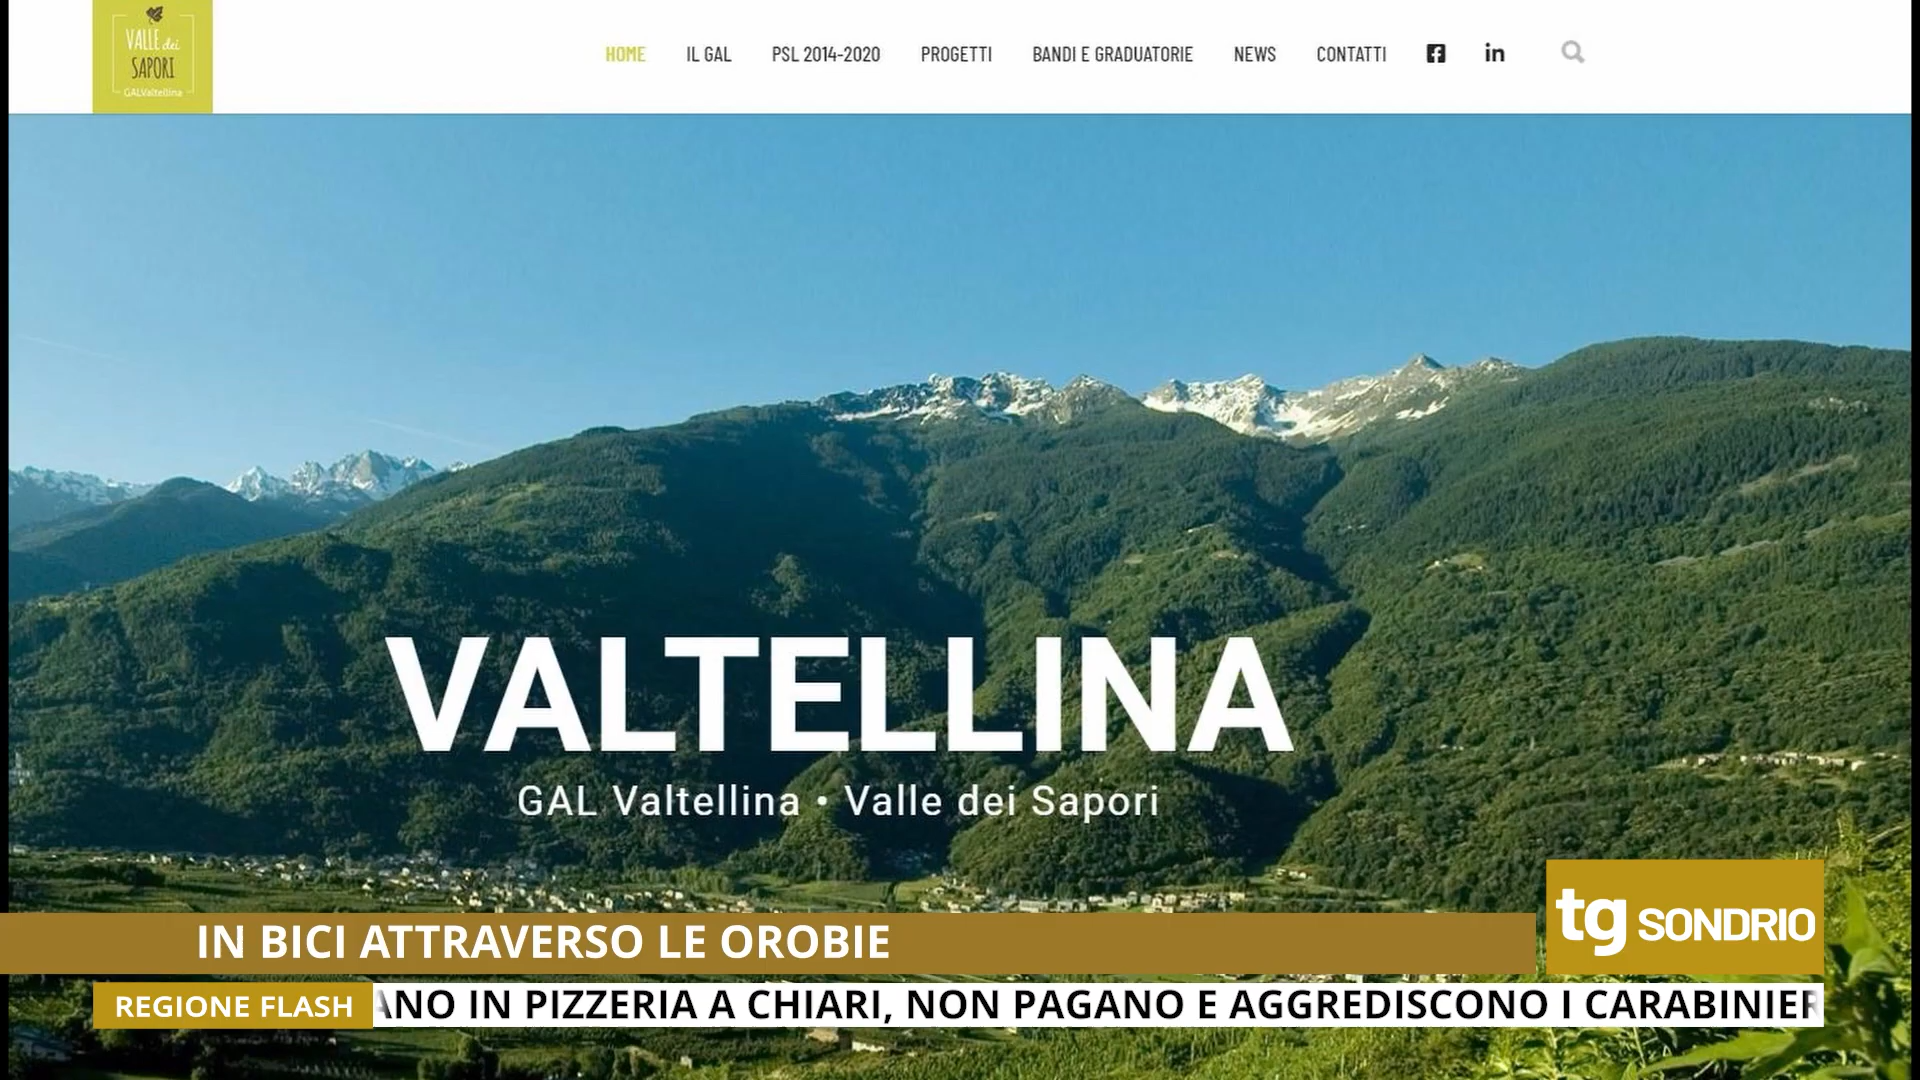 VALLE dei
SAPORI
GALValtellina
HOME IL GAL PSL 2014-2020 PROGETTI BANDI E GRADUATORIE NEWS CONTATTI in
VALTELLINA
GAL Valtellina • Valle dei Sapori
IN BICI ATTRAVERSO LE OROBIE
tg SONDRIO
REGIONE FLASH ANO IN PIZZERIA A CHIARI, NON PAGANO E AGGREDISCONO I CARABINIER